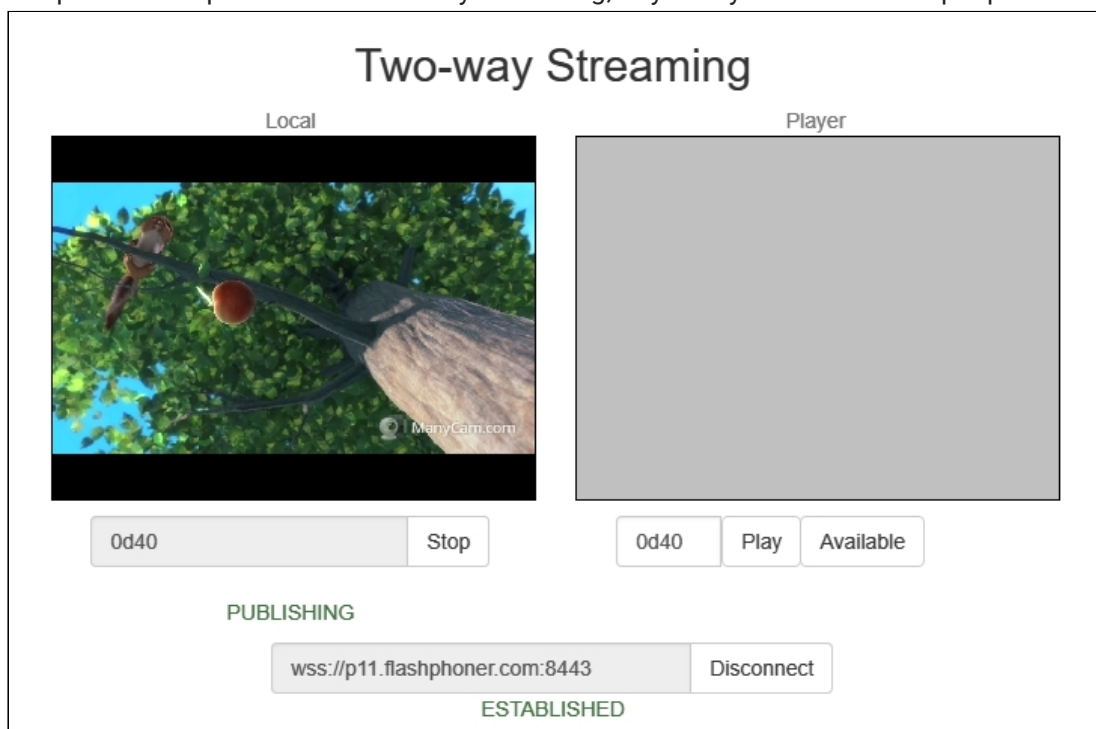 Two-way Streaming
Local
Player
ManyCam.com
0d40
Stop
0d40
Play
Available
PUBLISHING
wss://p11.flashphoner.com:8443
Disconnect
ESTABLISHED